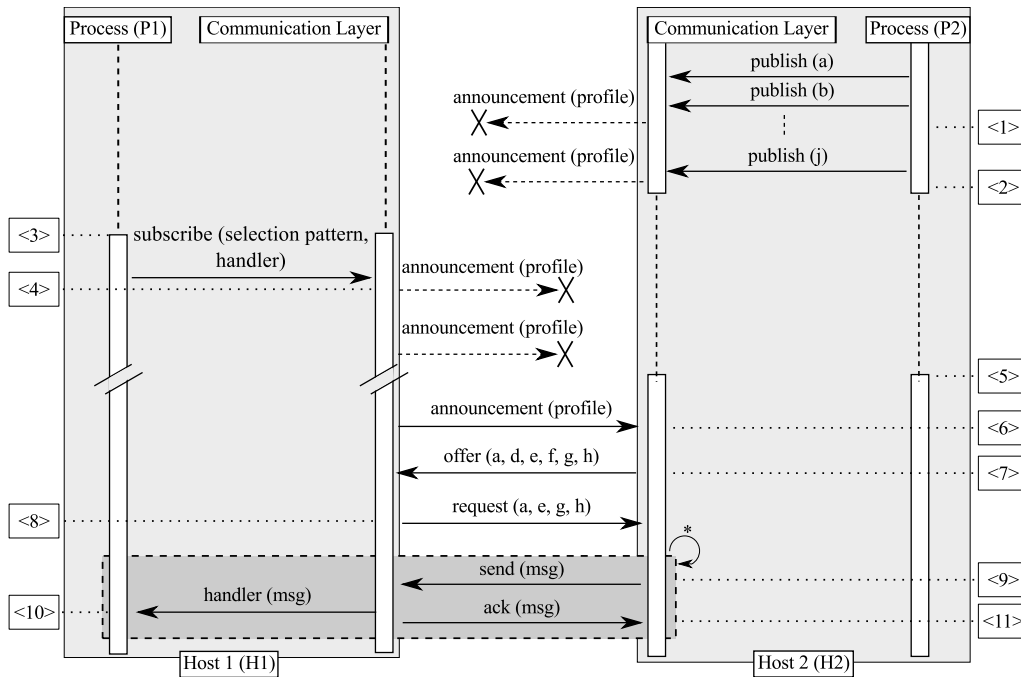 Process (P1)
Communication Layer
Communication Layer
Process (P2)
publish (a)
announcement (profile)
publish (b)
<1>
announcement (profile)
publish (j)
<2>
<3>
subscribe (selection pattern,
handler)
<4>
announcement (profile)
announcement (profile)
<5>
announcement (profile)
<6>
offer (a, d, e, f, g, h)
<7>
<8>
request (a, e, g, h)
*
send (msg)
<9>
<10>
handler (msg)
ack (msg)
<11>
Host 1 (H1)
Host 2 (H2)